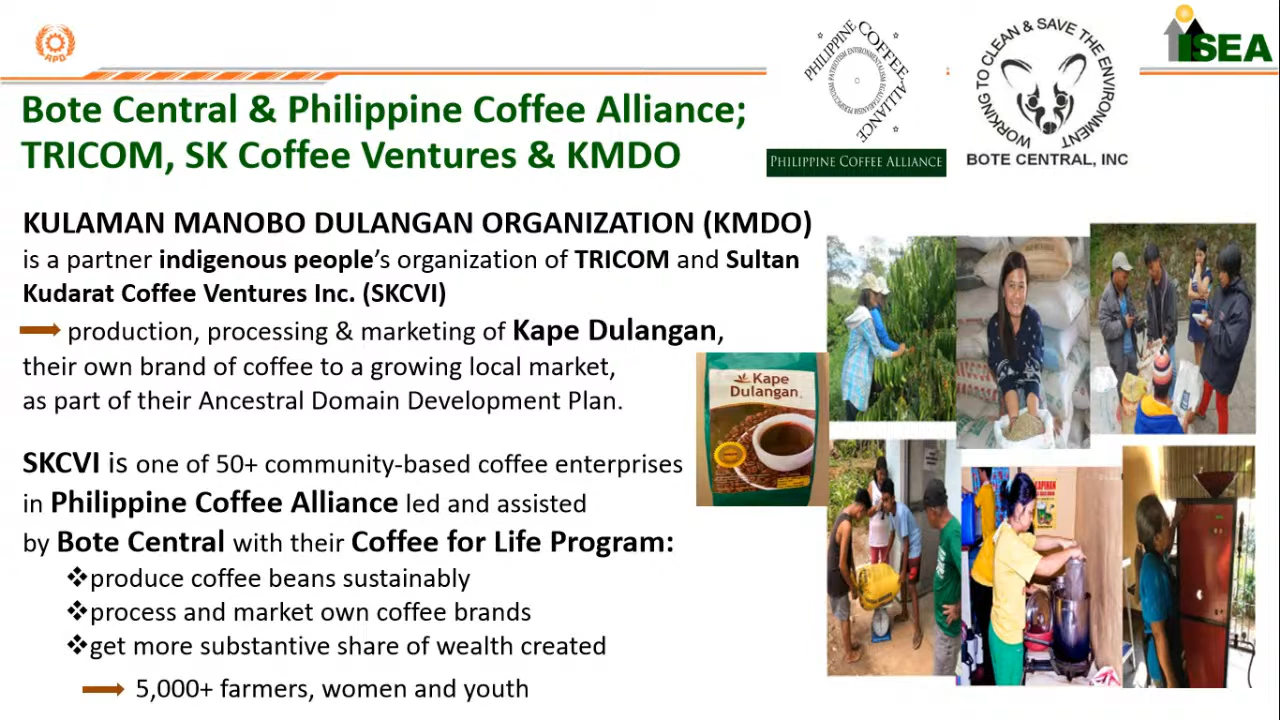 APD
ISEA
PHILIPPINE COFFEE ALLIANCE
PHILIPPINE COFFEE ALLIANCE
WORKING TO CLEAN & SAVE THE ENVIRONMENT
BOTE CENTRAL, INC
Bote Central & Philippine Coffee Alliance;
TRICOM, SK Coffee Ventures & KMDO
KULAMAN MANOBO DULANGAN ORGANIZATION (KMDO)
is a partner indigenous people’s organization of TRICOM and Sultan
Kudarat Coffee Ventures Inc. (SKCVI)
production, processing & marketing of Kape Dulangan,
their own brand of coffee to a growing local market,
as part of their Ancestral Domain Development Plan.
Kape
Dulangan
SKCVI is one of 50+ community-based coffee enterprises
in Philippine Coffee Alliance led and assisted
by Bote Central with their Coffee for Life Program:
❖produce coffee beans sustainably
❖process and market own coffee brands
❖get more substantive share of wealth created
5,000+ farmers, women and youth